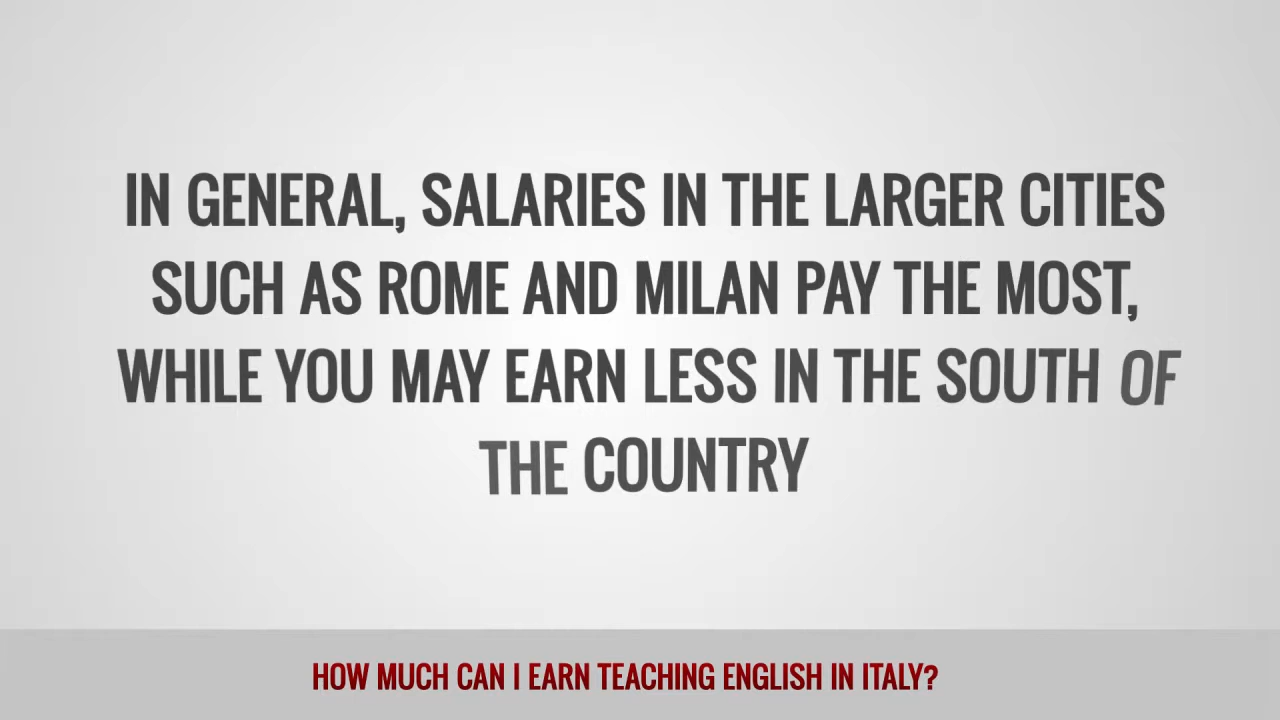 IN GENERAL, SALARIES IN THE LARGER CITIES
SUCH AS ROME AND MILAN PAY THE MOST,
WHILE YOU MAY EARN LESS IN THE SOUTH OF
THE COUNTRY
HOW MUCH CAN I EARN TEACHING ENGLISH IN ITALY?